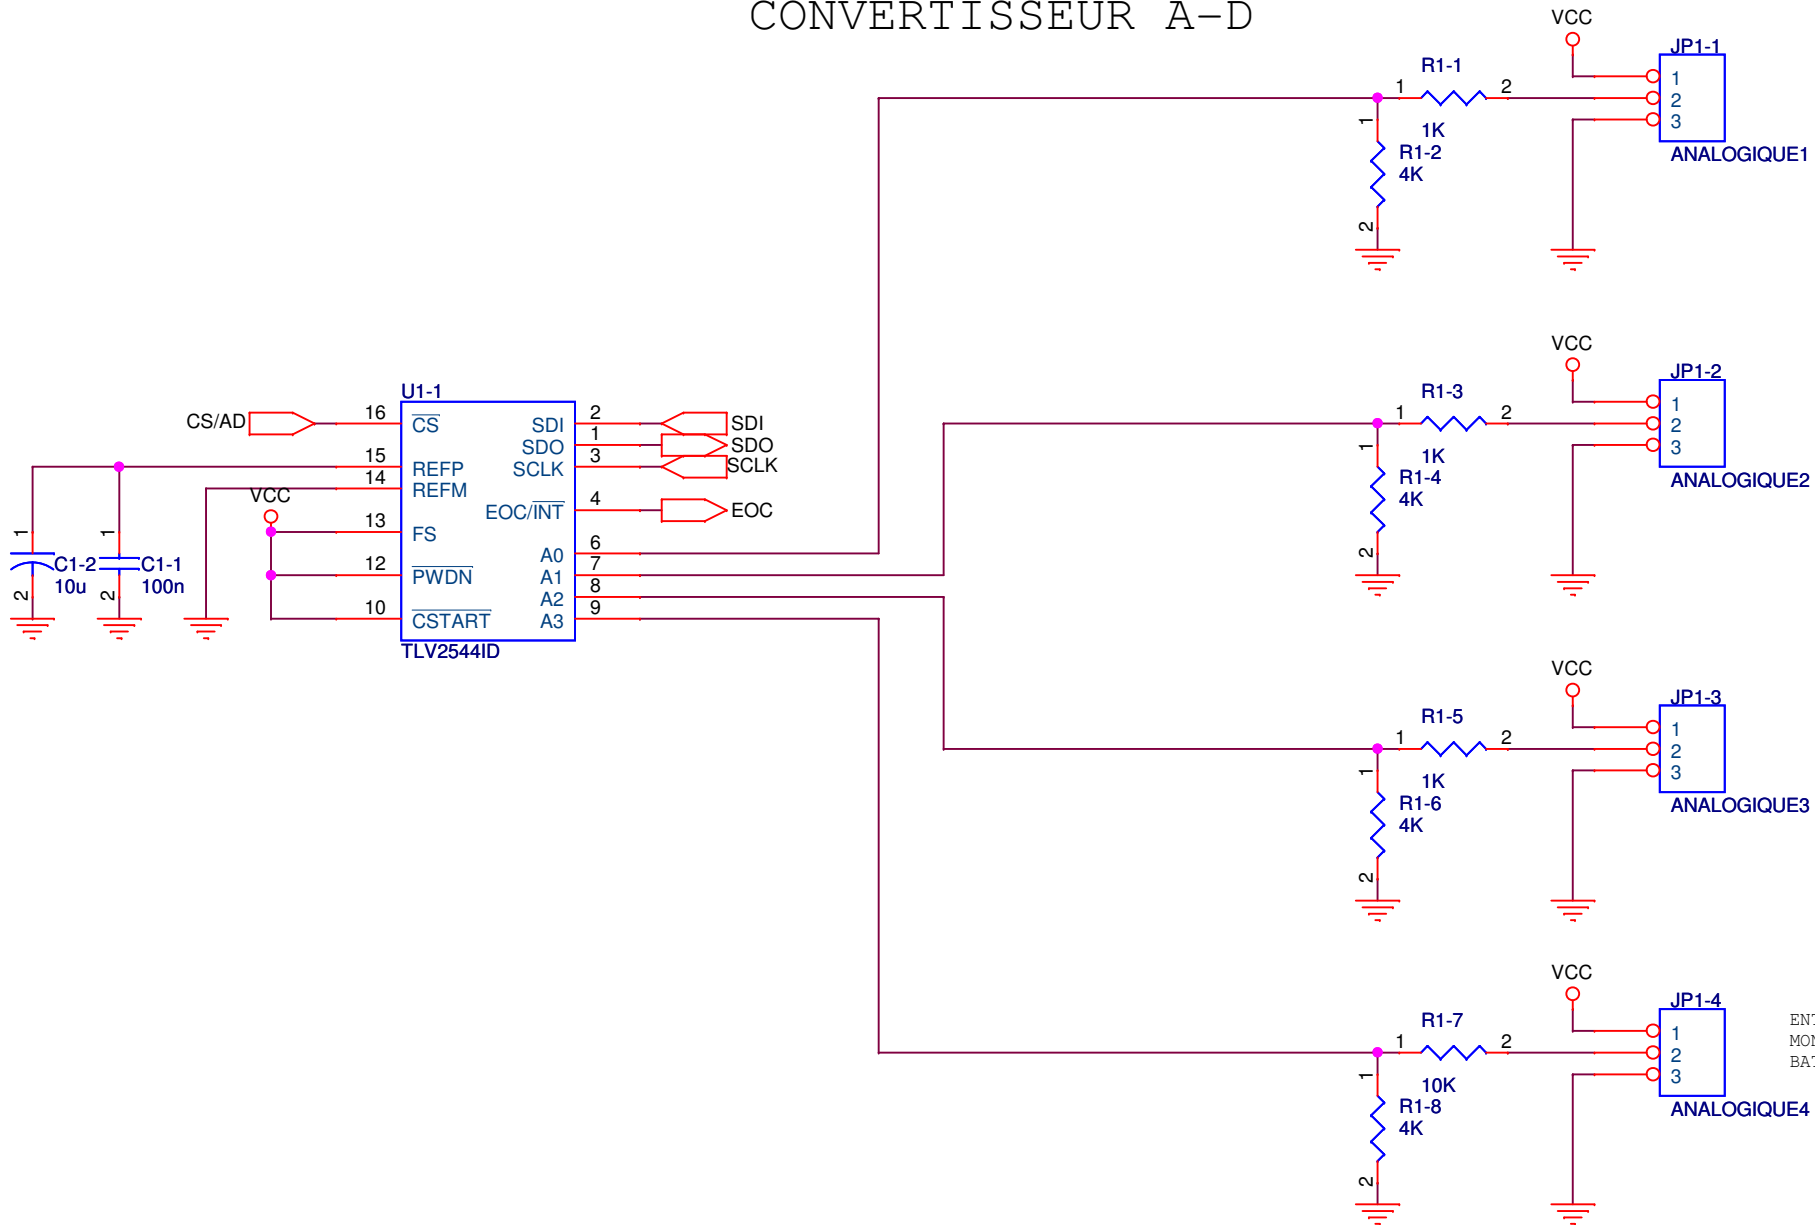 CONVERTISSEUR A-D
VCC
JP1-1
R1-1
1
2
1
2
3
1K
1
R1-2
4K
2
ANALOGIQUE1
VCC
JP1-2
R1-3
1
2
1
2
3
1K
1
R1-4
4K
2
ANALOGIQUE2
U1-1
CS/AD
16
CS
SDI
2
SDI
SDO
1
SDO
15
REFP
SCLK
3
SCLK
14
REFM
VCC
EOC/INT
4
EOC
13
FS
A0
6
12
PWDN
A1
7
A2
8
10
CSTART
A3
9
TLV2544ID
1
C1-2
10u
2
1
C1-1
100n
2
VCC
JP1-3
R1-5
1
2
1
2
3
1K
1
R1-6
4K
2
ANALOGIQUE3
VCC
JP1-4
R1-7
1
2
1
2
3
10K
1
R1-8
4K
2
ANALOGIQUE4
ENT
MON
BAT